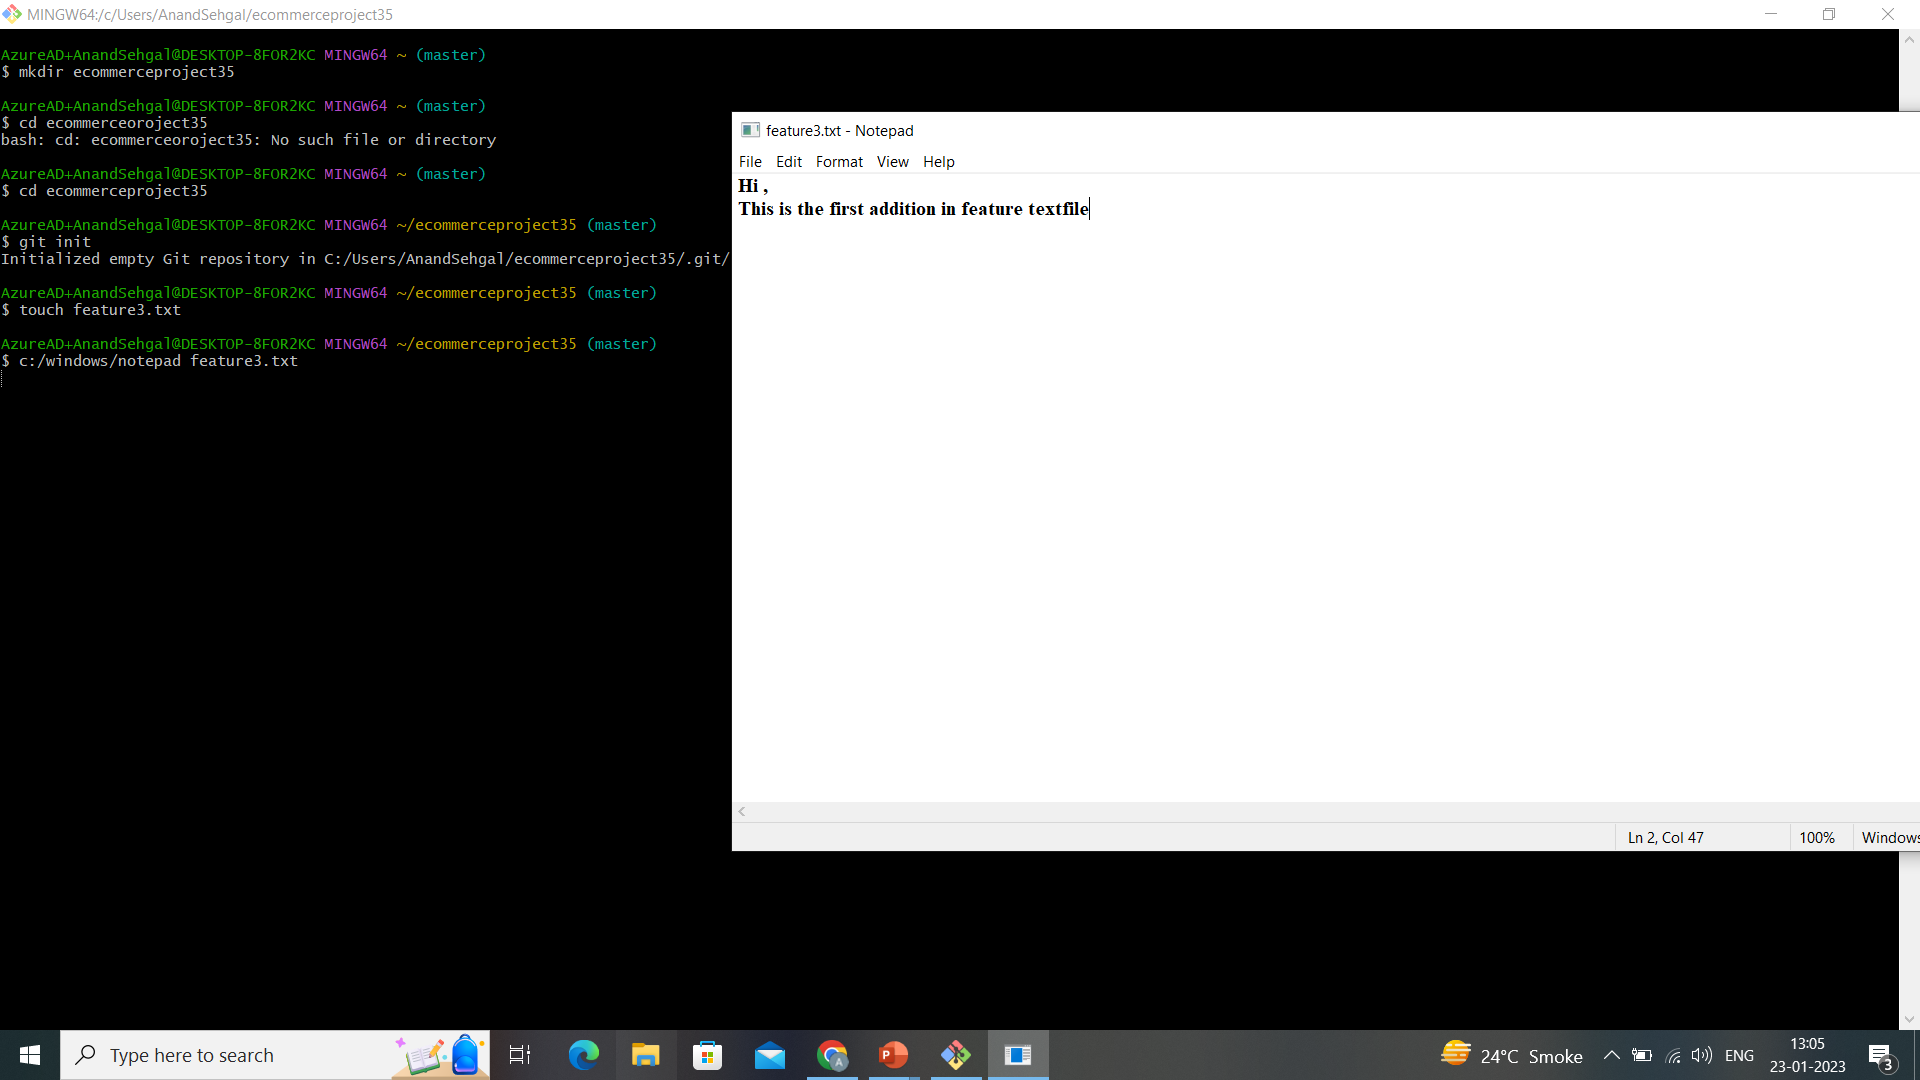 MINGW64:/c/Users/AnandSehgal/ecommerceproject35
AzureAD+AnandSehgal@DESKTOP-8FOR2KC MINGW64 ~ (master)
$ mkdir ecommerceproject35
AzureAD+AnandSehgal@DESKTOP-8FOR2KC MINGW64 ~ (master)
$ cd ecommerceoroject35
bash: cd: ecommerceoroject35: No such file or directory
AzureAD+AnandSehgal@DESKTOP-8FOR2KC MINGW64 ~ (master)
$ cd ecommerceproject35
AzureAD+AnandSehgal@DESKTOP-8FOR2KC MINGW64 ~/ecommerceproject35 (master)
$ git init
Initialized empty Git repository in C:/Users/AnandSehgal/ecommerceproject35/.git/
AzureAD+AnandSehgal@DESKTOP-8FOR2KC MINGW64 ~/ecommerceproject35 (master)
$ touch feature3.txt
AzureAD+AnandSehgal@DESKTOP-8FOR2KC MINGW64 ~/ecommerceproject35 (master)
$ c:/windows/notepad feature3.txt
feature3.txt - Notepad
File Edit Format View Help
Hi ,
This is the first addition in feature textfile
Ln 2, Col 47 100% Windows
Type here to search
A
P
24°C Smoke
ENG
13:05
23-01-2023
3